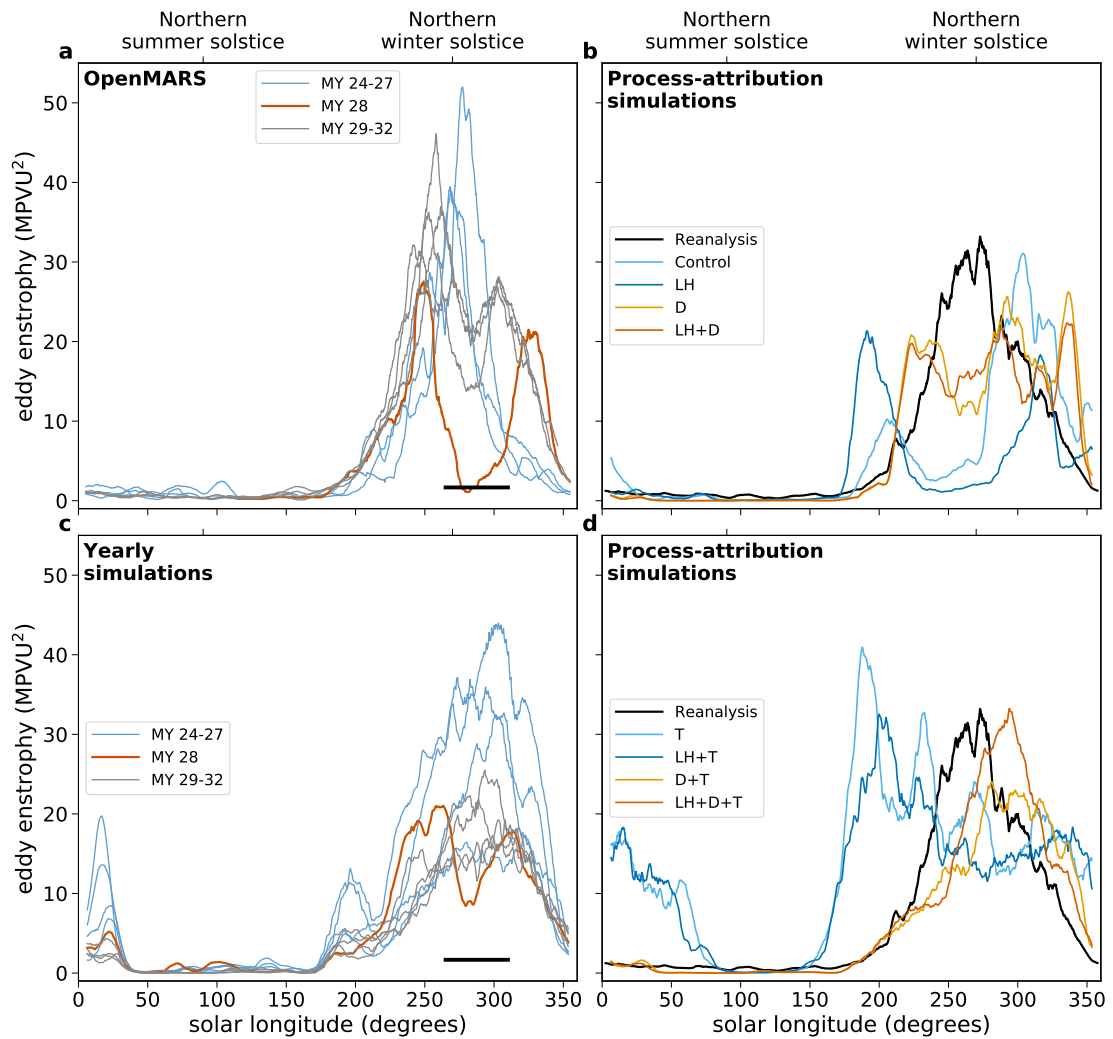 Northern
summer solstice
Northern
winter solstice
Northern
summer solstice
Northern
winter solstice
a
OpenMARS
MY 24-27
MY 28
MY 29-32
50
40
30
20
10
0
eddy enstrophy (MPVU²)
b
Process-attribution
simulations
Reanalysis
Control
LH
D
LH+D
c
Yearly
simulations
MY 24-27
MY 28
MY 29-32
50
40
30
20
10
0
eddy enstrophy (MPVU²)
0 50 100 150 200 250 300 350
solar longitude (degrees)
d
Process-attribution
simulations
Reanalysis
T
LH+T
D+T
LH+D+T
0 50 100 150 200 250 300 350
solar longitude (degrees)